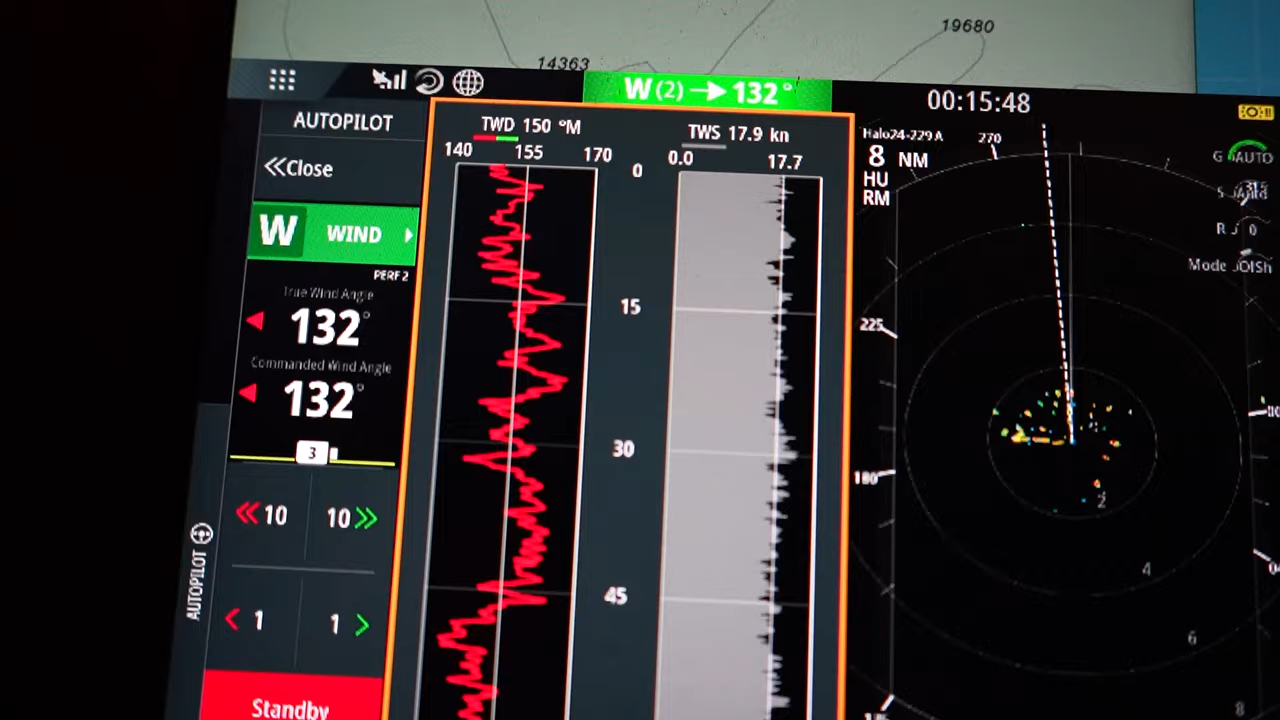 19680
14363
W (2) → 132°
00:15:48
AUTOPILOT
Close
W WIND
PERF 2
True Wind Angle
132°
Commanded Wind Angle
132°
3
10 10
1 1
Standby
AUTOPILOT
TWD 150 °M
140 155 170
TWS 17.9 kn
0.0 17.7
0
15
30
45
Halo24-229 A
8 NM
HU
RM
270
225
180
G AUTO
R
0
Mode
2
4
6
8